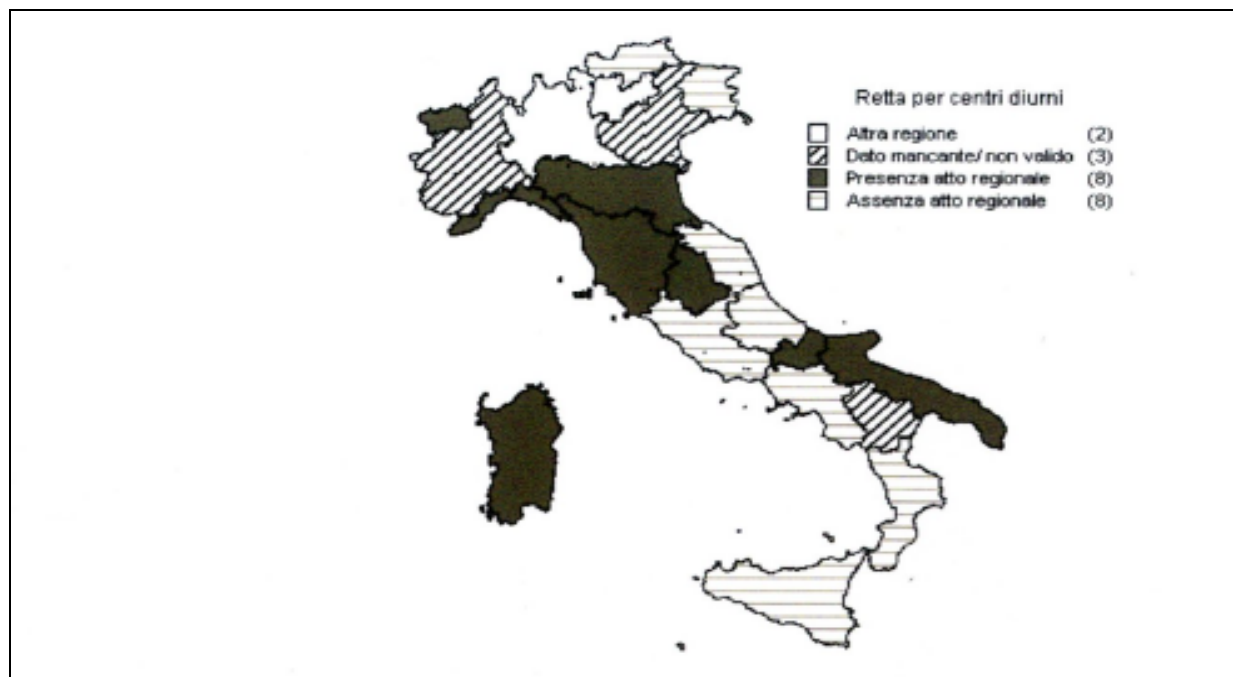 Retta per centri diurni
Altra regione (2)
Dato mancante/ non valido (3)
Presenza atto regionale (8)
Assenza atto regionale (8)